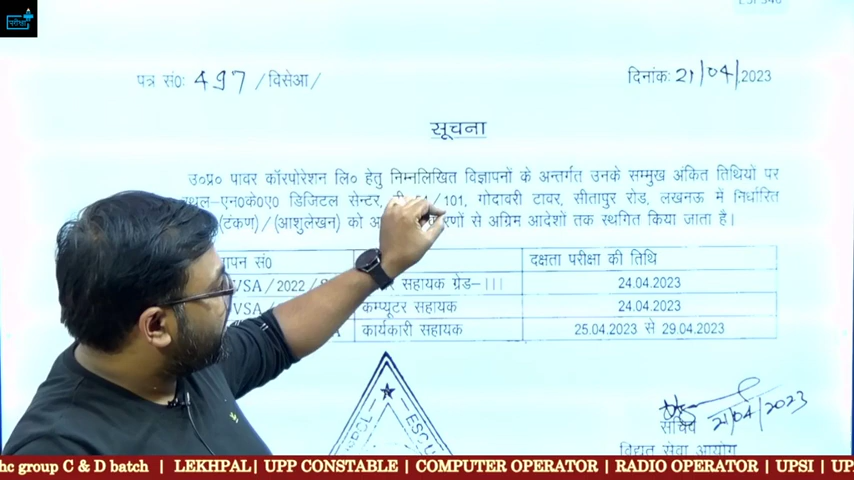 परीक्षा
पत्र सं0: 497 /विसेआ/
दिनांकः 21/04/2023
सूचना
उ०प्र० पावर कॉरपोरेशन लि० हेतु निम्नलिखित विज्ञापनों के अन्तर्गत उनके सम्मुख अंकित तिथियों पर
एन0के0ए0 डिजिटल सेन्टर, /101, गोदावरी टावर, सीतापुर रोड, लखनऊ में निर्धारित
(टंकण)/(आशुलेखन) को से अग्रिम आदेशों तक स्थगित किया जाता है।
सं0 दक्षता परीक्षा की तिथि
VSA/2022/ सहायक ग्रेड-III 24.04.2023
VSA/ कम्प्यूटर सहायक 24.04.2023
कार्यकारी सहायक 25.04.2023 से 29.04.2023
21/04/2023
सचिव
विद्युत सेवा आयोग
hc group C & D batch | LEKHPAL| UPP CONSTABLE | COMPUTER OPERATOR | RADIO OPERATOR | UPSI | UP